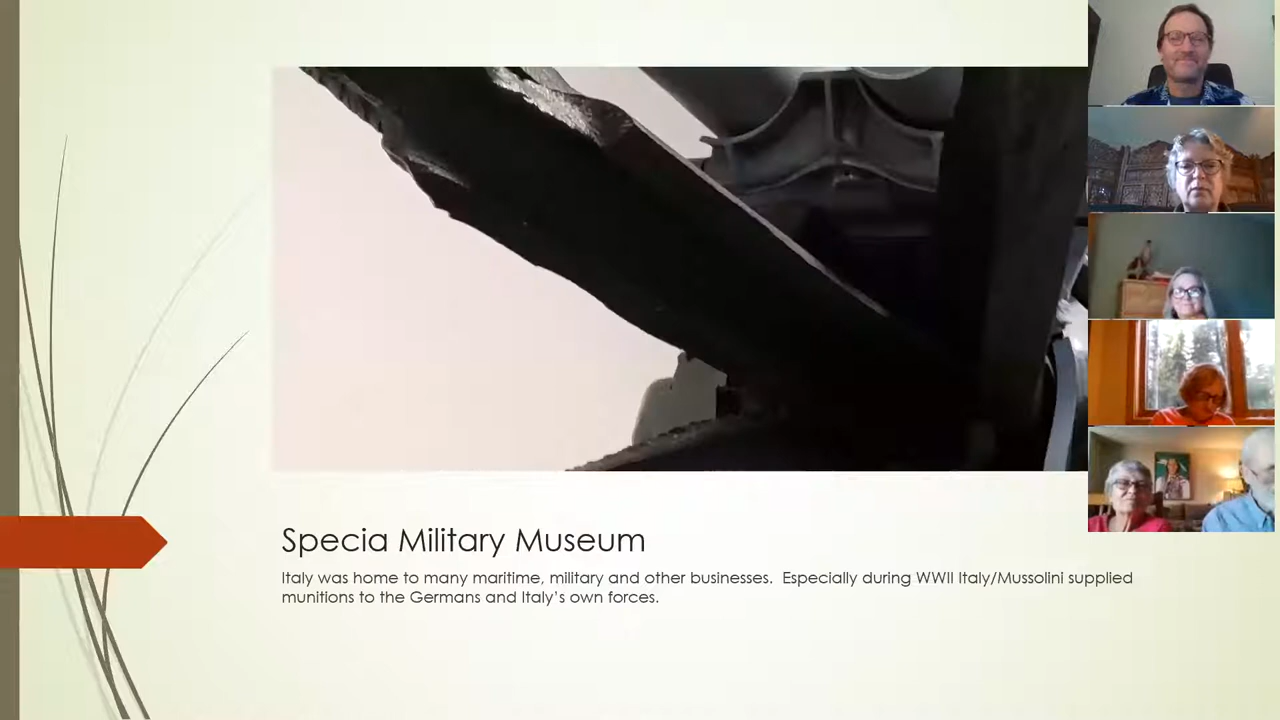 Specia Military Museum
Italy was home to many maritime, military and other businesses.  Especially during WWII Italy/Mussolini supplied
munitions to the Germans and Italy's own forces.